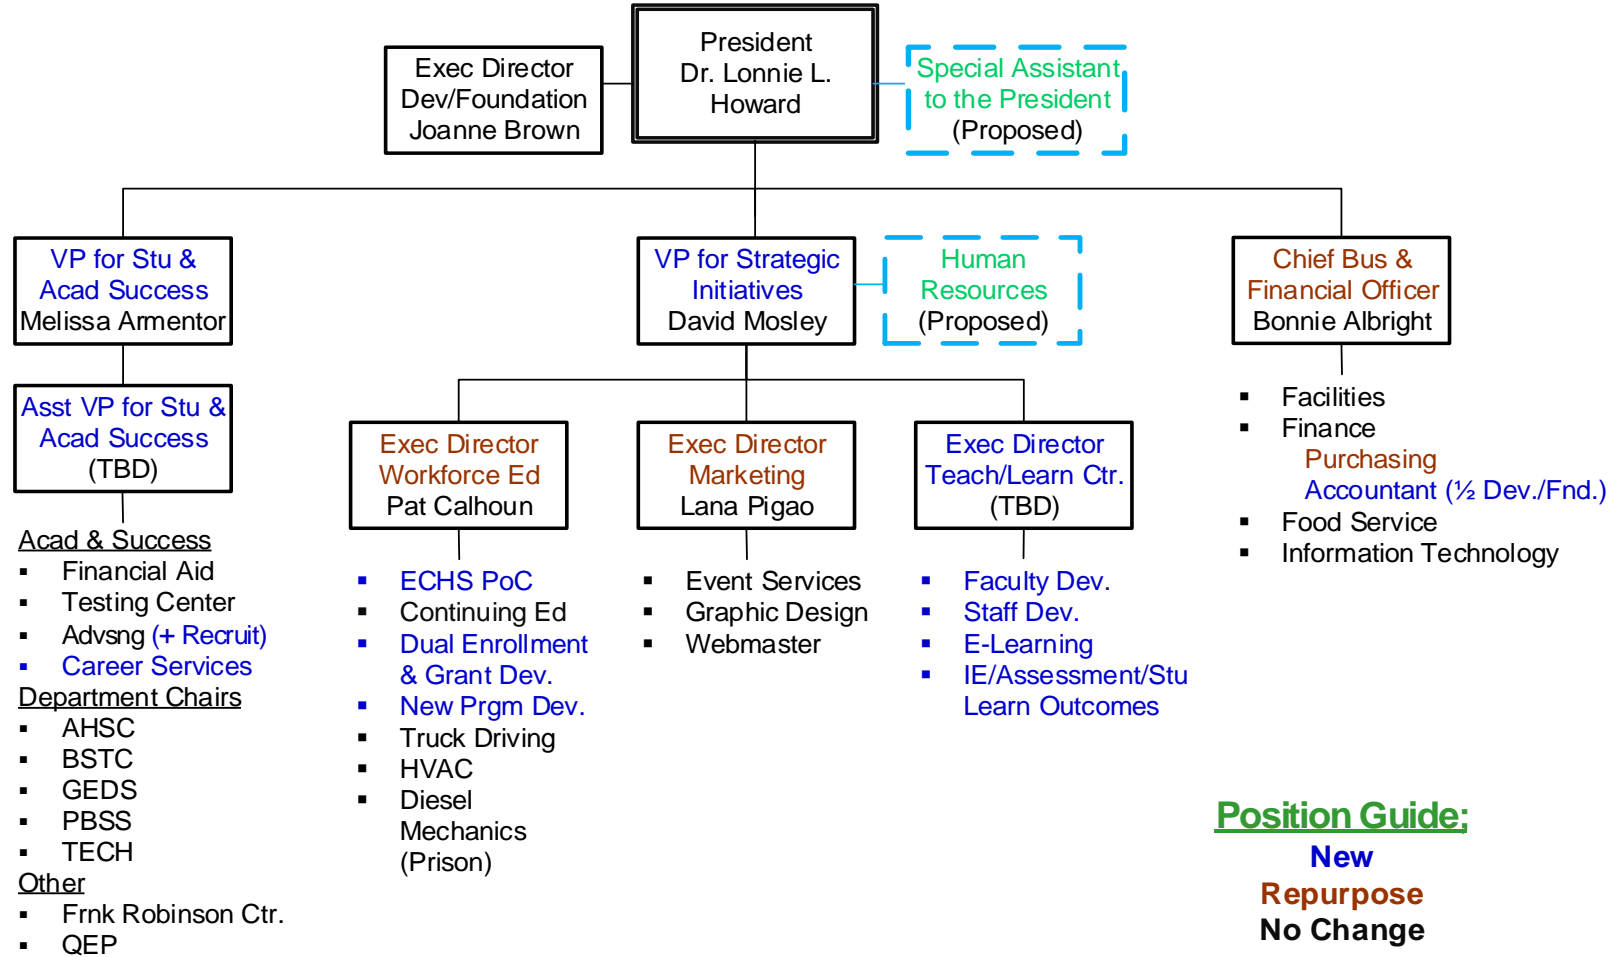 President
Dr. Lonnie L.
Howard
Exec Director
Dev/Foundation
Joanne Brown
Special Assistant
to the President
(Proposed)
VP for Stu &
Acad Success
Melissa Armentor
VP for Strategic
Initiatives
David Mosley
Human
Resources
(Proposed)
Chief Bus &
Financial Officer
Bonnie Albright
Asst VP for Stu &
Acad Success
(TBD)
Acad & Success
▪ Financial Aid
▪ Testing Center
▪ Advsng (+ Recruit)
▪ Career Services
Department Chairs
▪ AHSC
▪ BSTC
▪ GEDS
▪ PBSS
▪ TECH
Other
▪ Frnk Robinson Ctr.
▪ QEP
Exec Director
Workforce Ed
Pat Calhoun
▪ ECHS PoC
▪ Continuing Ed
▪ Dual Enrollment
& Grant Dev.
▪ New Prgm Dev.
▪ Truck Driving
▪ HVAC
▪ Diesel
Mechanics
(Prison)
Exec Director
Marketing
Lana Pigao
▪ Event Services
▪ Graphic Design
▪ Webmaster
Exec Director
Teach/Learn Ctr.
(TBD)
▪ Faculty Dev.
▪ Staff Dev.
▪ E-Learning
▪ IE/Assessment/Stu
Learn Outcomes
▪ Facilities
▪ Finance
Purchasing
Accountant (½ Dev./Fnd.)
▪ Food Service
▪ Information Technology
Position Guide;
New
Repurpose
No Change